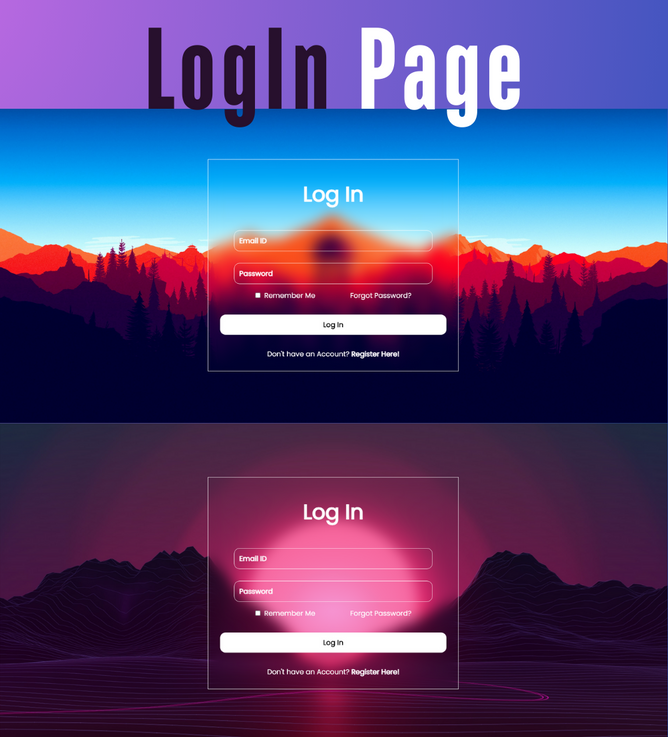 LogIn Page
Log In
Email ID
Password
Remember Me Forgot Password?
Log In
Don't have an Account? Register Here!
Log In
Email ID
Password
Remember Me Forgot Password?
Log In
Don't have an Account? Register Here!